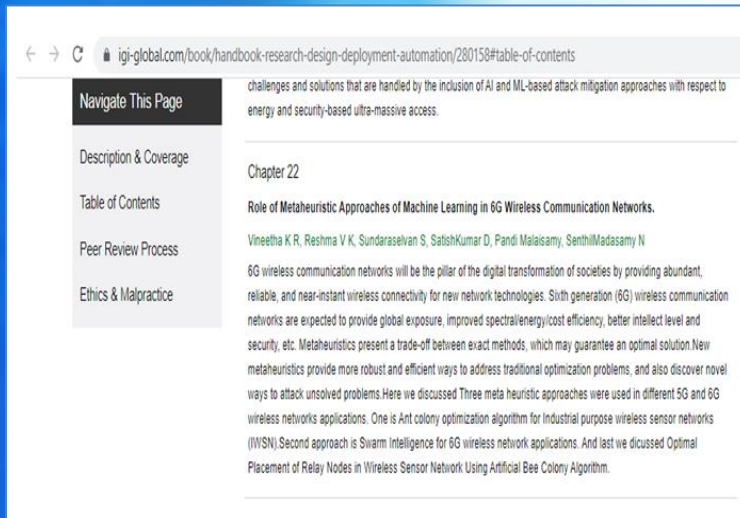 igi-global.com/book/handbook-research-design-deployment-automation/280158#table-of-contents
Navigate This Page
Description & Coverage
Table of Contents
Peer Review Process
Ethics & Malpractice
challenges and solutions that are handled by the inclusion of AI and ML-based attack mitigation approaches with respect to
energy and security-based ultra-massive access.
Chapter 22
Role of Metaheuristic Approaches of Machine Learning in 6G Wireless Communication Networks.
Vineetha K R, Reshma V K, Sundaraselvan S, SatishKumar D, Pandi Malaisamy, SenthilMadasamy N
6G wireless communication networks will be the pillar of the digital transformation of societies by providing abundant,
reliable, and near-instant wireless connectivity for new network technologies. Sixth generation (6G) wireless communication
networks are expected to provide global exposure, improved spectral/energy/cost efficiency, better intellect level and
security, etc. Metaheuristics present a trade-off between exact methods, which may guarantee an optimal solution.New
metaheuristics provide more robust and efficient ways to address traditional optimization problems, and also discover novel
ways to attack unsolved problems.Here we discussed Three meta heuristic approaches were used in different 5G and 6G
wireless networks applications. One is Ant colony optimization algorithm for Industrial purpose wireless sensor networks
(IWSN).Second approach is Swarm Intelligence for 6G wireless network applications. And last we dicussed Optimal
Placement of Relay Nodes in Wireless Sensor Network Using Artificial Bee Colony Algorithm.